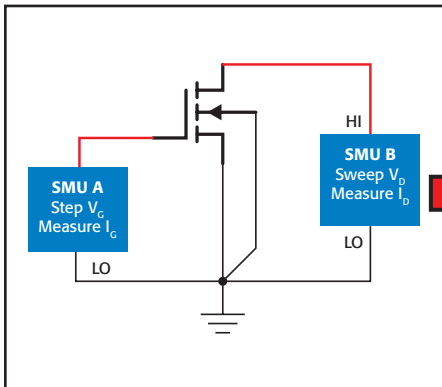 HI
SMU B
Sweep V_D
Measure I_D
LO
SMU A
Step V_G
Measure I_G
LO